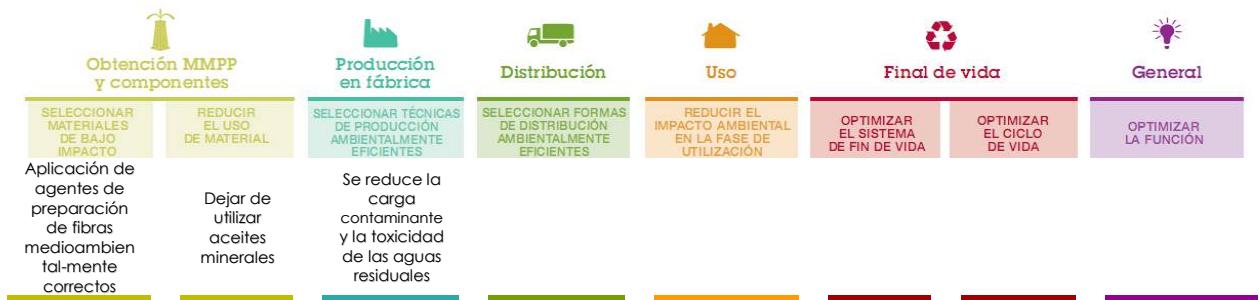 Obtención MMPP
y componentes
Producción
en fábrica
Distribución
Uso
Final de vida
General
SELECCIONAR
MATERIALES
DE BAJO
IMPACTO
REDUCIR
EL USO
DE MATERIAL
SELECCIONAR TÉCNICAS
DE PRODUCCIÓN
AMBIENTALMENTE
EFICIENTES
SELECCIONAR FORMAS
DE DISTRIBUCIÓN
AMBIENTALMENTE
EFICIENTES
REDUCIR EL
IMPACTO AMBIENTAL
EN LA FASE DE
UTILIZACIÓN
OPTIMIZAR
EL SISTEMA
DE FIN DE VIDA
OPTIMIZAR
EL CICLO
DE VIDA
OPTIMIZAR
LA FUNCIÓN
Aplicación de
agentes de
preparación
de fibras
medioambien
tal-mente
correctos
Dejar de
utilizar
aceites
minerales
Se reduce la
carga
contaminante
y la toxicidad
de las aguas
residuales